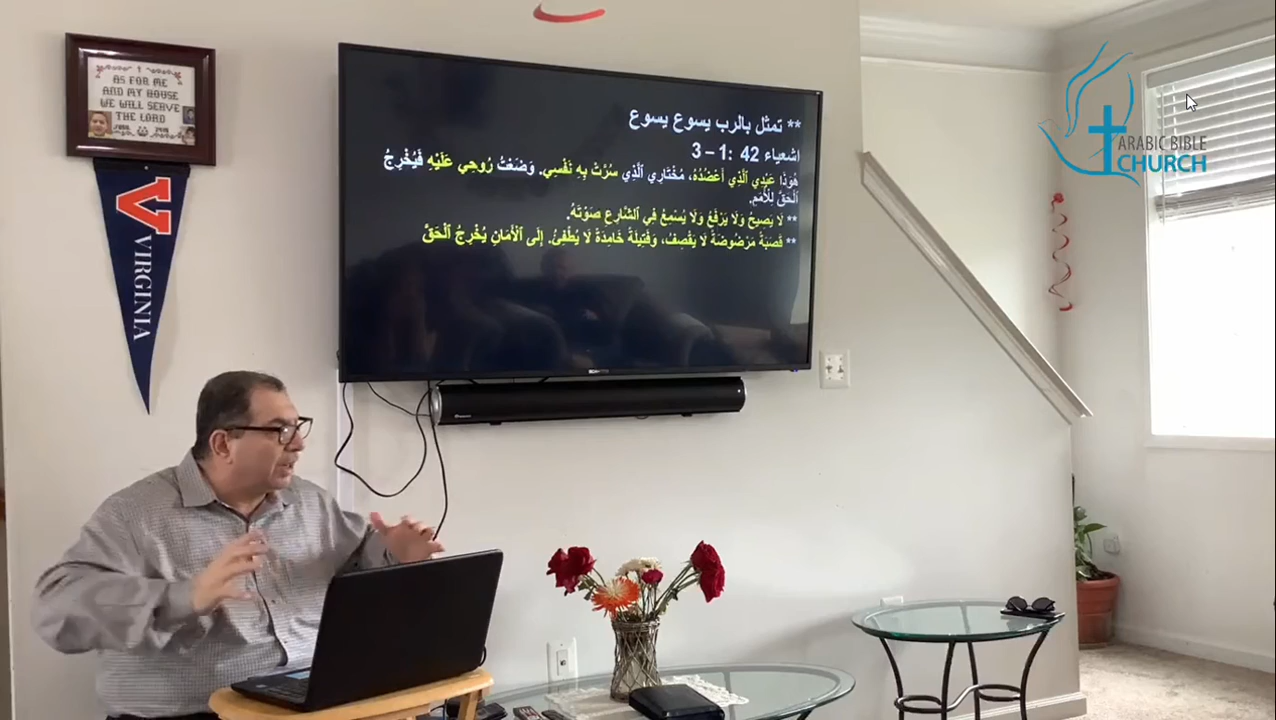 AS FOR ME
AND MY HOUSE
WE WILL SERVE
THE LORD
VIRGINIA
** تمثل بالرب يسوع يسوع
إشعياء 42 :1 – 3
هُوَذَا عَبْدِي ٱلَّذِي أَعْضُدُهُ، مُخْتَارِي ٱلَّذِي سُرَّتْ بِهِ نَفْسِي. وَضَعْتُ رُوحِي عَلَيْهِ فَيُخْرِجُ
ٱلْحَقَّ لِلْأُمَمِ.
** لَا يَصِيحُ وَلَا يَرْفَعُ وَلَا يُسْمِعُ فِي ٱلشَّارِعِ صَوْتَهُ.
** قَصَبَةً مَرْضُوضَةً لَا يَقْصِفُ، وَفَتِيلَةً خَامِدَةً لَا يُطْفِئُ. إِلَى ٱلْأَمَانِ يُخْرِجُ ٱلْحَقَّ
ARABIC BIBLE
CHURCH